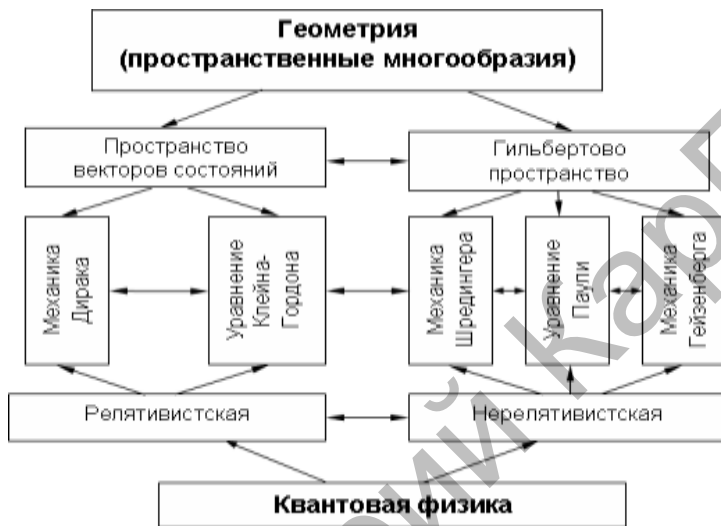 Геометрия
(пространственные многообразия)
Пространство
векторов состояний
Гильбертово
пространство
Механика
Дирака
Уравнение
Клейна-
Гордона
Механика
Шредингера
Уравнение
Паули
Механика
Гейзенберга
Релятивистская
Нерелятивистская
Квантовая физика